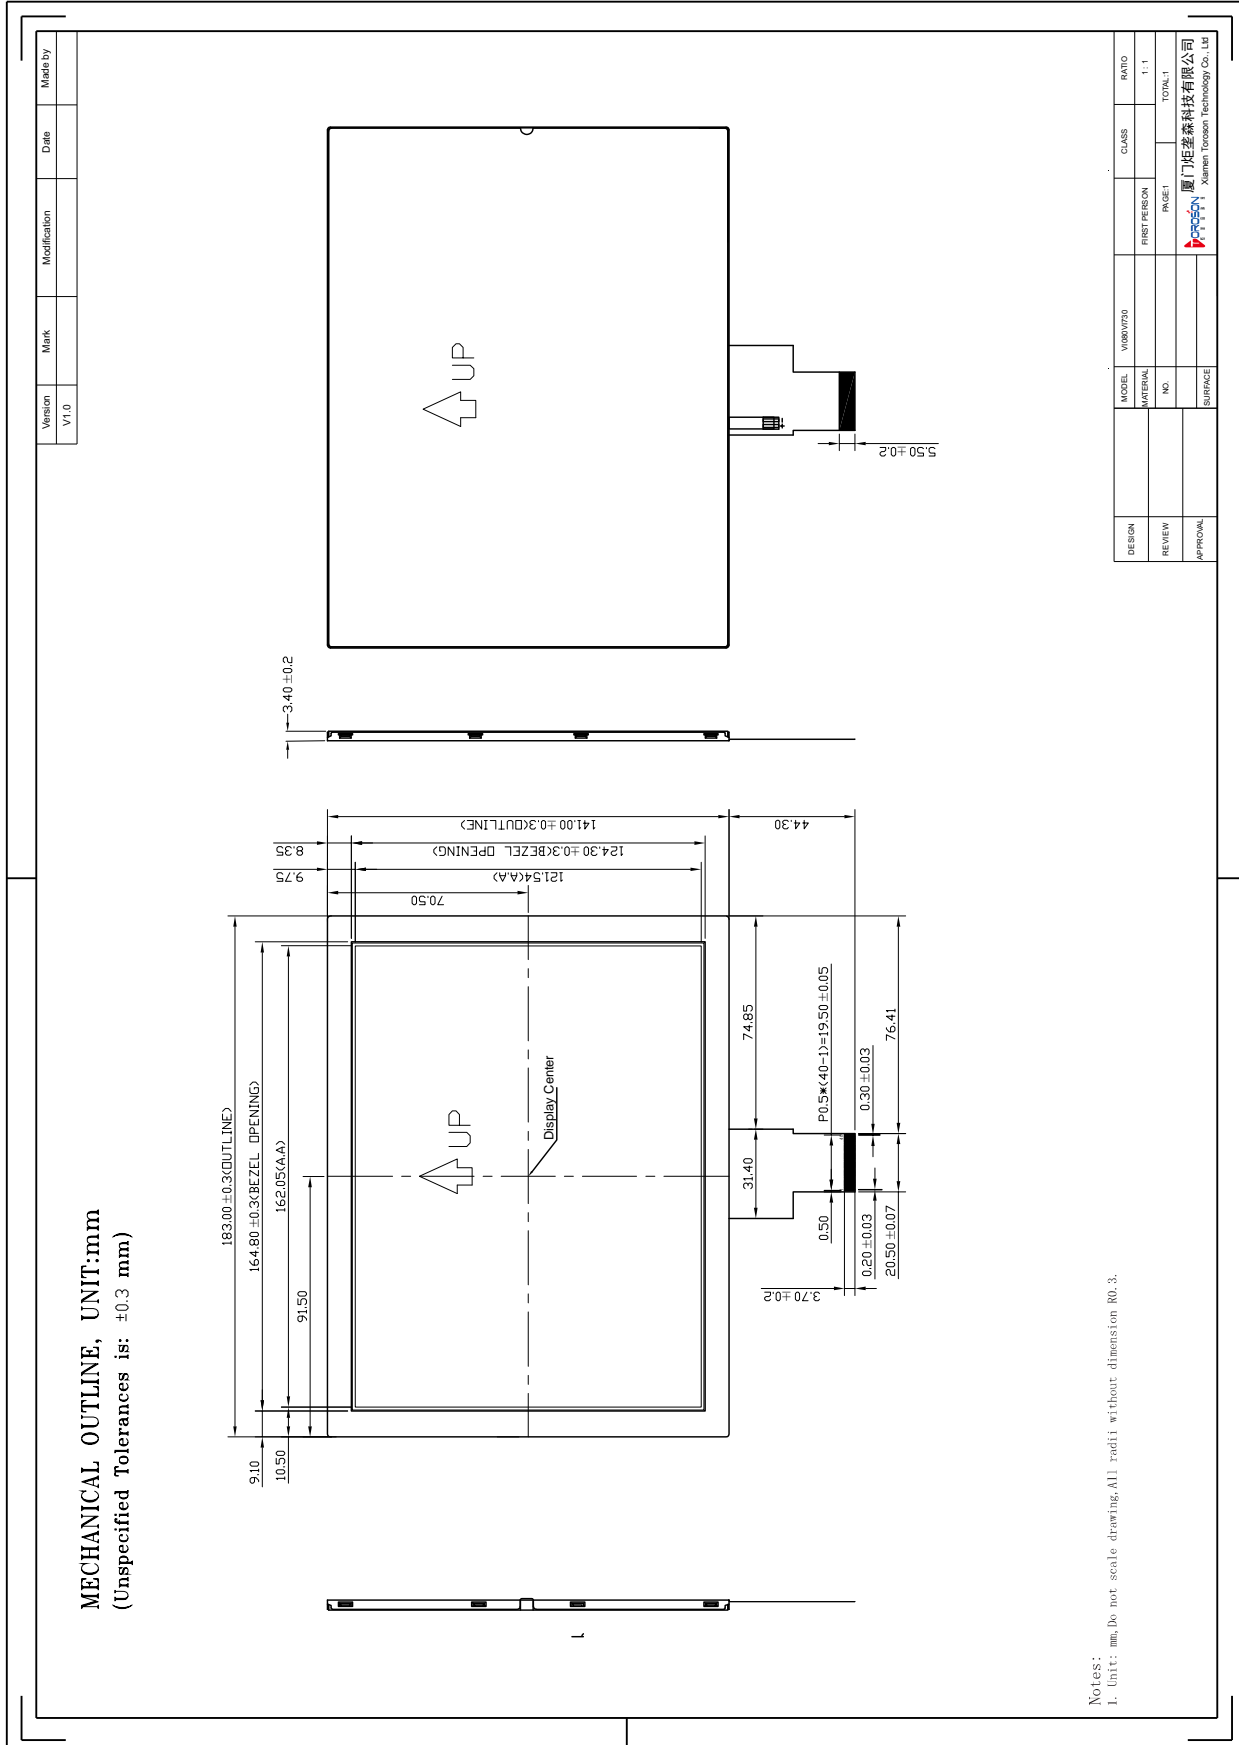 MECHANICAL OUTLINE, UNIT:mm
(Unspecified Tolerances is: ±0.3 mm)
Version Mark Modification Date Made by
V1.0
183.00±0.3(OUTLINE)
164.80±0.3(BEZEL OPENING)
9.10
162.05(A.A)
10.50
91.50
8.35
9.75
141.00±0.3(OUTLINE)
124.30±0.3(BEZEL OPENING)
121.54(A.A)
70.50
44.30
UP
Display Center
3.40±0.2
UP
74.85
31.40
P0.5*(40-1)=19.50±0.05
0.50
0.30±0.03
0.20±0.03
76.41
20.50±0.07
3.70±0.2
5.50±0.2
Notes:
1. Unit: mm,Do not scale drawing,All radii without dimension R0.3.
DESIGN
REVIEW
APPROVAL
MODEL VI080VI730 CLASS RATIO
MATERIAL FIRST PERSON 1:1
NO. PAGE:1 TOTAL:1
SURFACE
TOROSON
厦门炬垄森科技有限公司
Xiamen Toroson Technology Co., Ltd